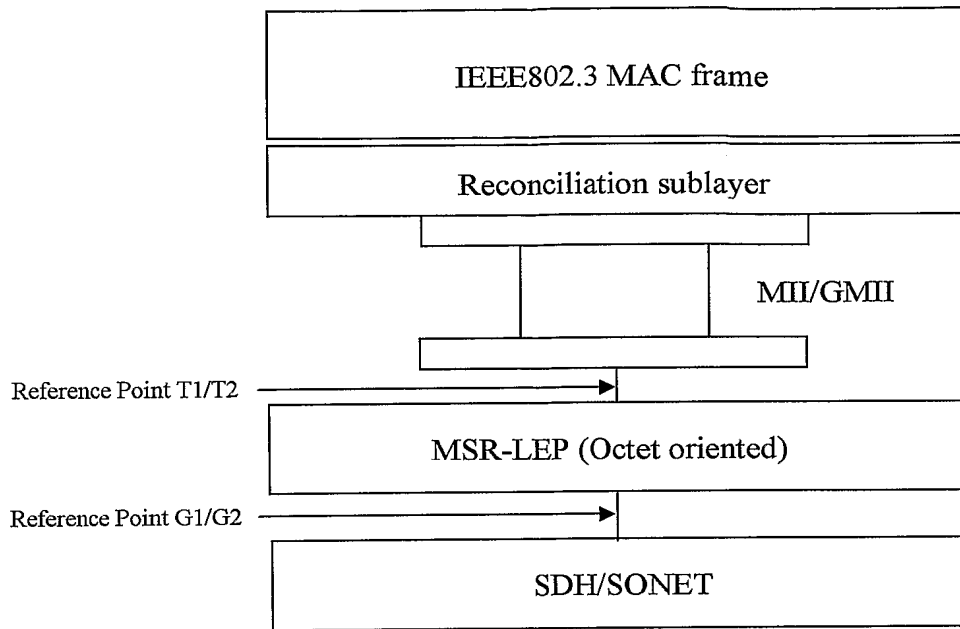 IEEE802.3 MAC frame
Reconciliation sublayer
MII/GMII
Reference Point T1/T2
MSR-LEP (Octet oriented)
Reference Point G1/G2
SDH/SONET